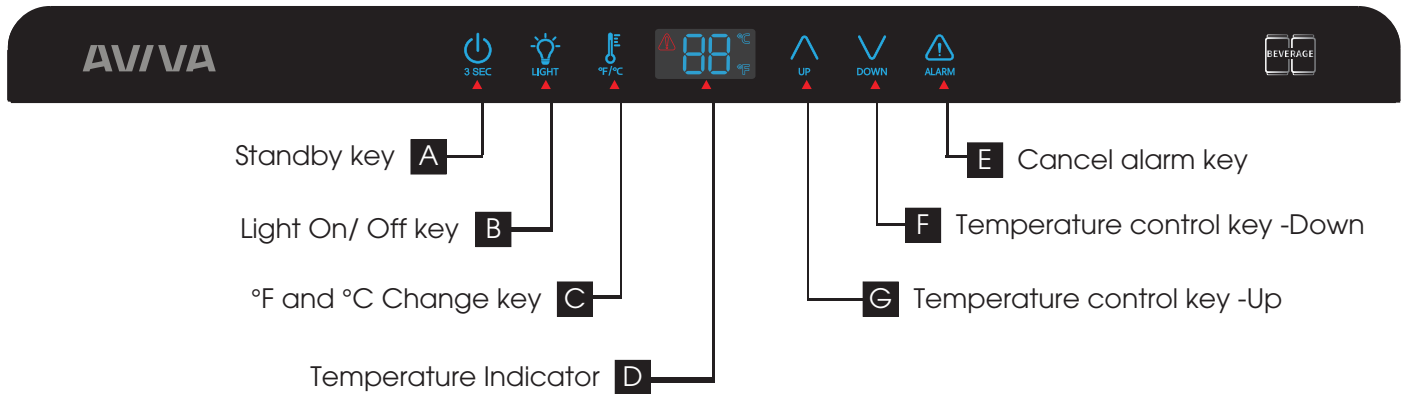 AVIVA
3 SEC
LIGHT
°F/°C
88 °C °F
UP
DOWN
ALARM
BEVERAGE
Standby key A
E Cancel alarm key
Light On/ Off key B
F Temperature control key -Down
°F and °C Change key C
G Temperature control key -Up
Temperature Indicator D